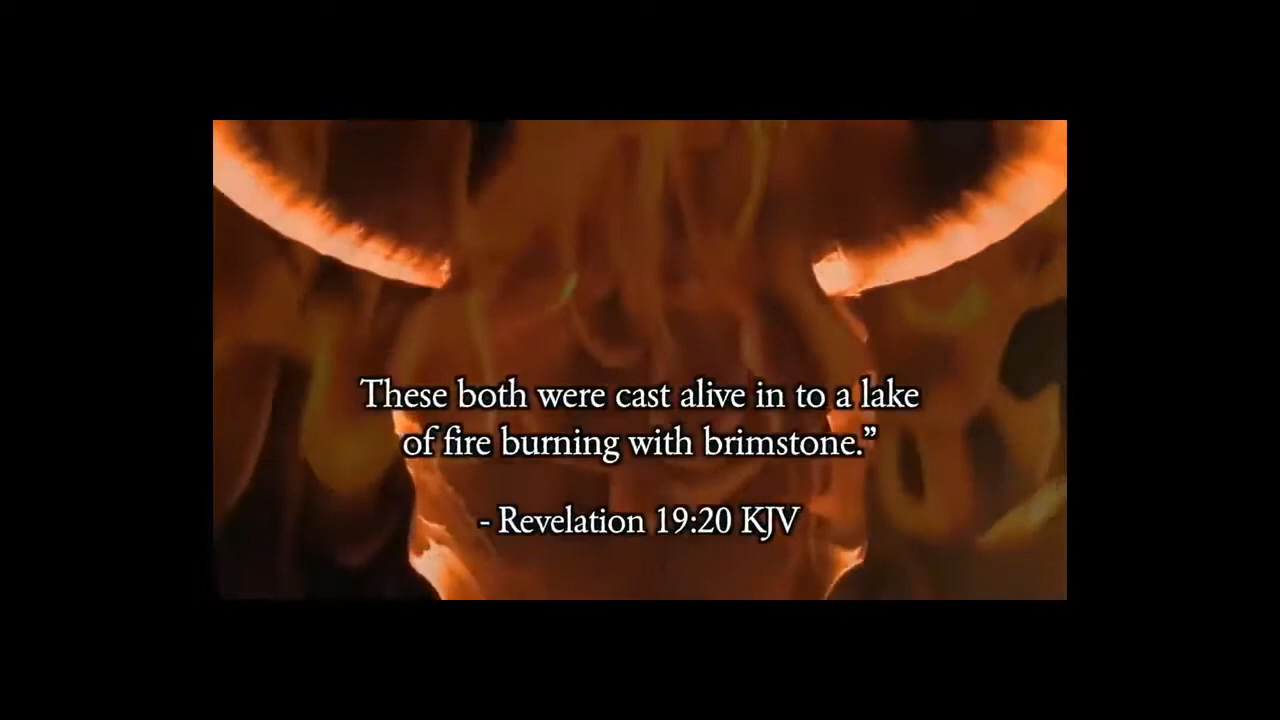 These both were cast alive in to a lake
of fire burning with brimstone.”
- Revelation 19:20 KJV